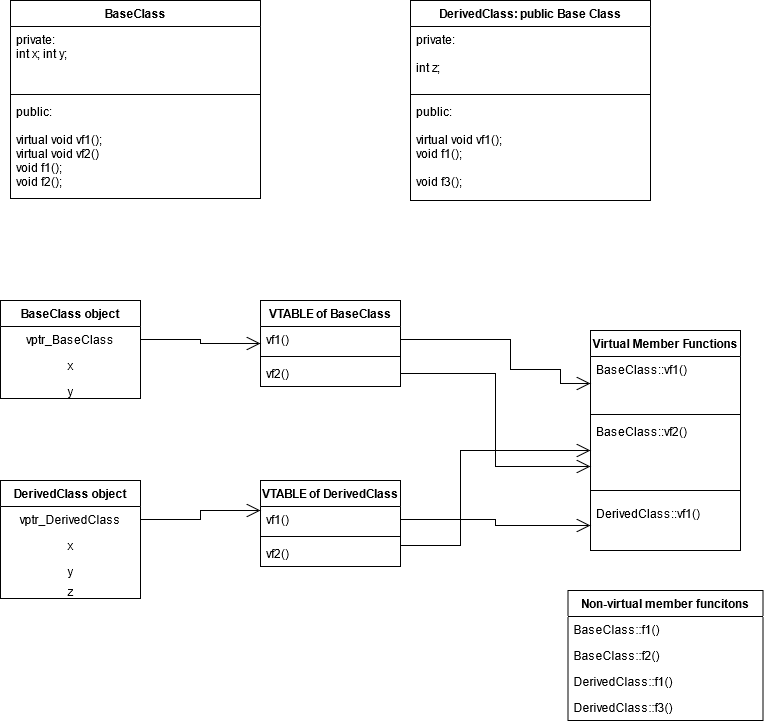 BaseClass
private:
int x; int y;
public:
virtual void vf1();
virtual void vf2()
void f1();
void f2();
DerivedClass: public Base Class
private:
int z;
public:
virtual void vf1();
void f1();
void f3();
BaseClass object
vptr_BaseClass
x
y
VTABLE of BaseClass
vf1()
vf2()
Virtual Member Functions
BaseClass::vf1()
BaseClass::vf2()
DerivedClass::vf1()
DerivedClass object
vptr_DerivedClass
x
y
z
VTABLE of DerivedClass
vf1()
vf2()
Non-virtual member funcitons
BaseClass::f1()
BaseClass::f2()
DerivedClass::f1()
DerivedClass::f3()